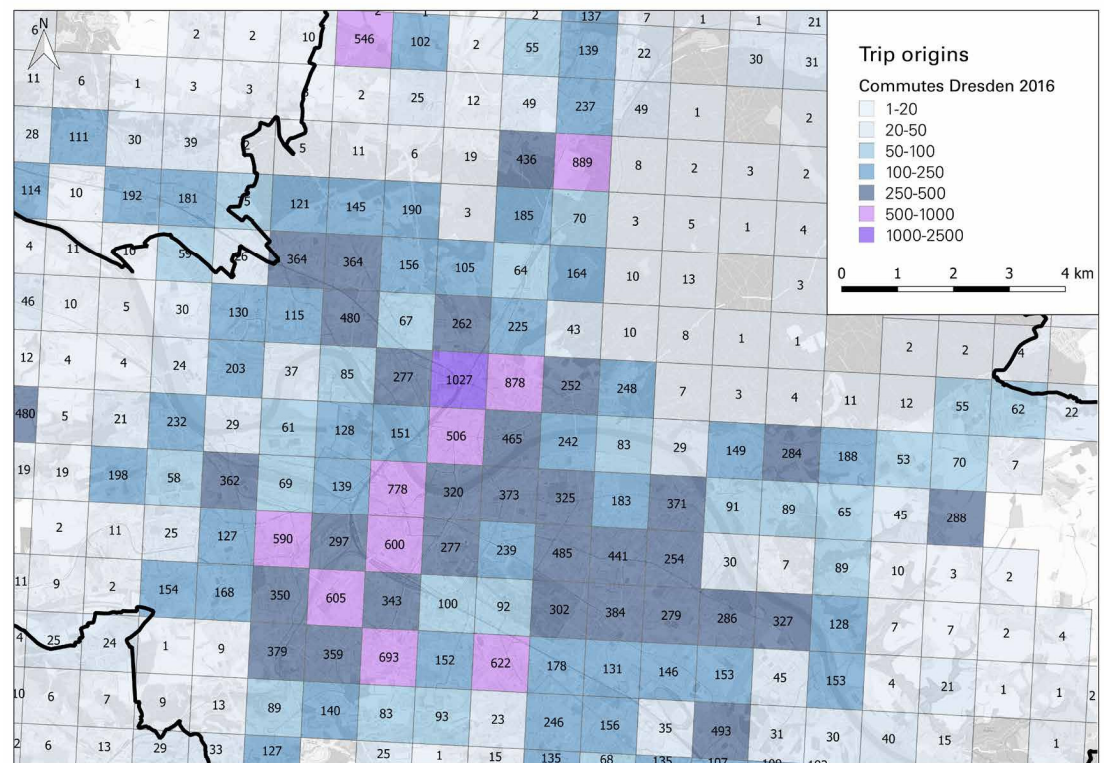 2 1 2 137 7 1 1 21
6 N 2 2 10 546 102 2 55 139 22 30 31
Trip origins
Commutes Dresden 2016
1-20
20-50
50-100
100-250
250-500
500-1000
1000-2500
0 1 2 3 4 km
11 6 1 3 3 2 25 12 49 237 49 1 2
28 111 30 39 2 5 11 6 19 436 889 8 2 3 2
114 10 192 181 121 145 190 3 185 70 3 5 1 4
4 11 10 59 26 364 364 156 105 64 164 10 13 3
46 10 5 30 130 115 480 67 262 225 43 10 8 1 1 2 2 4
12 4 4 24 203 37 85 277 1027 878 252 248 7 3 4 11 12 55 62 22
480 5 21 232 29 61 128 151 506 465 242 83 29 149 284 188 53 70 7
19 19 198 58 362 69 139 778 320 373 325 183 371 91 89 65 45 288
2 11 25 127 590 297 600 277 239 485 441 254 30 7 89 10 3 2
11 9 2 154 168 350 605 343 100 92 302 384 279 286 327 128 7 7 2 4
4 25 24 1 9 379 359 693 152 622 178 131 146 153 45 153 4 21 1 1 2
10 6 7 9 13 89 140 83 93 23 246 156 35 493 31 30 40 15 1
2 6 13 29 33 127 25 1 15 135 68 135 107